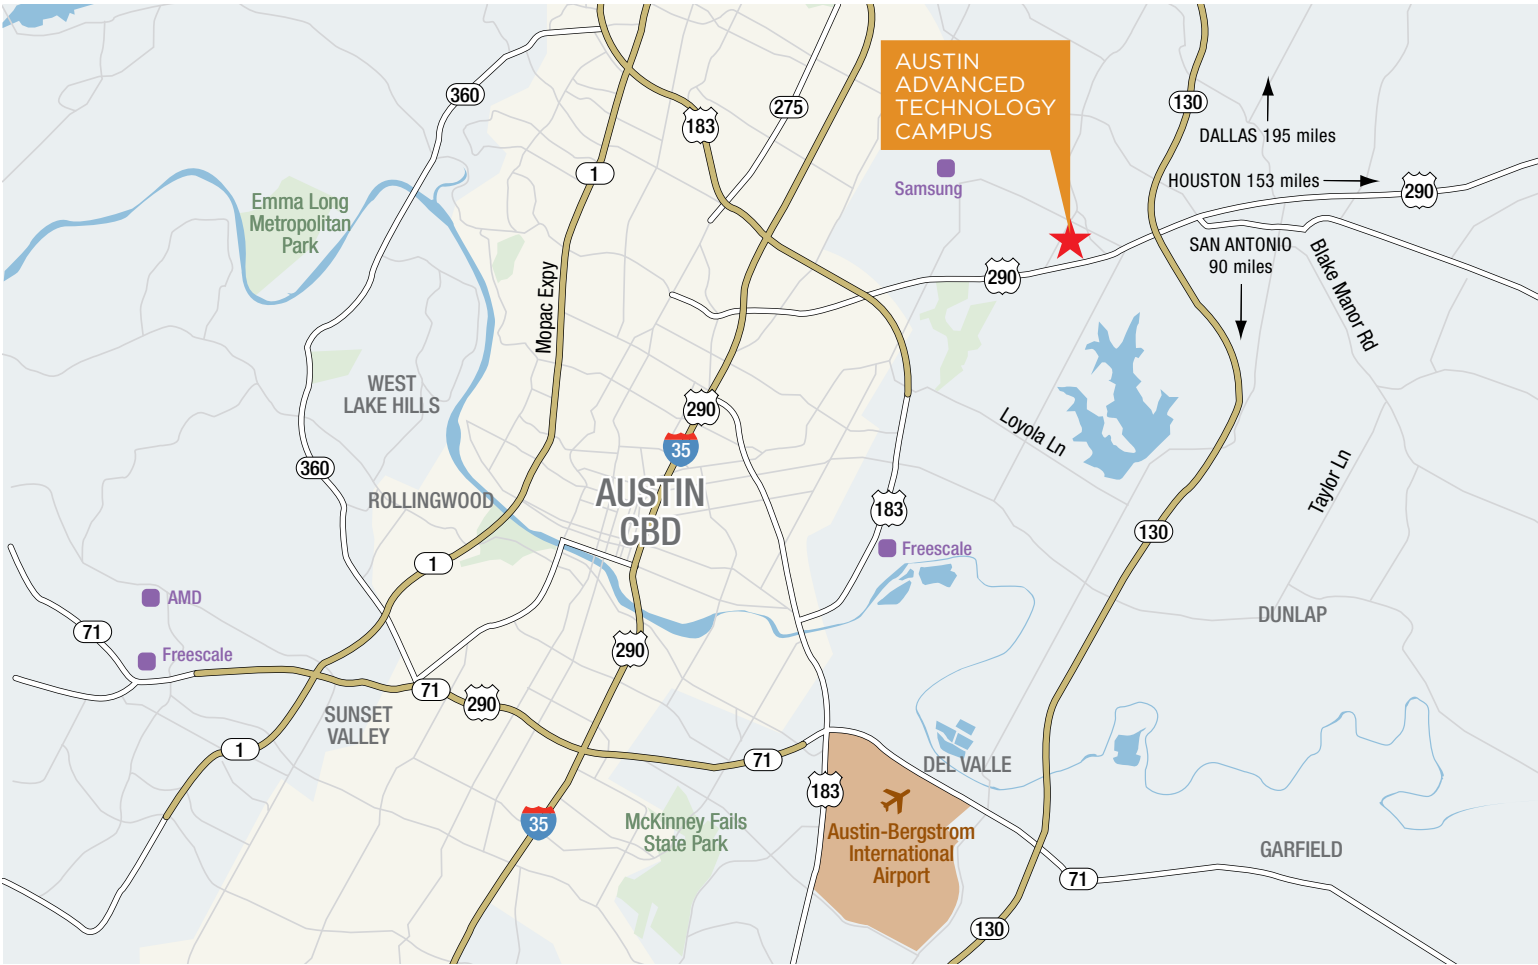 AUSTIN
ADVANCED
TECHNOLOGY
CAMPUS
360
275
130
183
DALLAS 195 miles
1
Samsung
HOUSTON 153 miles
290
Emma Long
Metropolitan
Park
SAN ANTONIO
90 miles
290
Blake Manor Rd
Mopac Expy
WEST
LAKE HILLS
290
Loyola Ln
35
360
Taylor Ln
ROLLINGWOOD
AUSTIN
CBD
183
130
Freescale
1
AMD
DUNLAP
71
290
Freescale
71
290
SUNSET
VALLEY
1
71
DEL VALLE
183
35
McKinney Fails
State Park
Austin-Bergstrom
International
Airport
GARFIELD
71
130